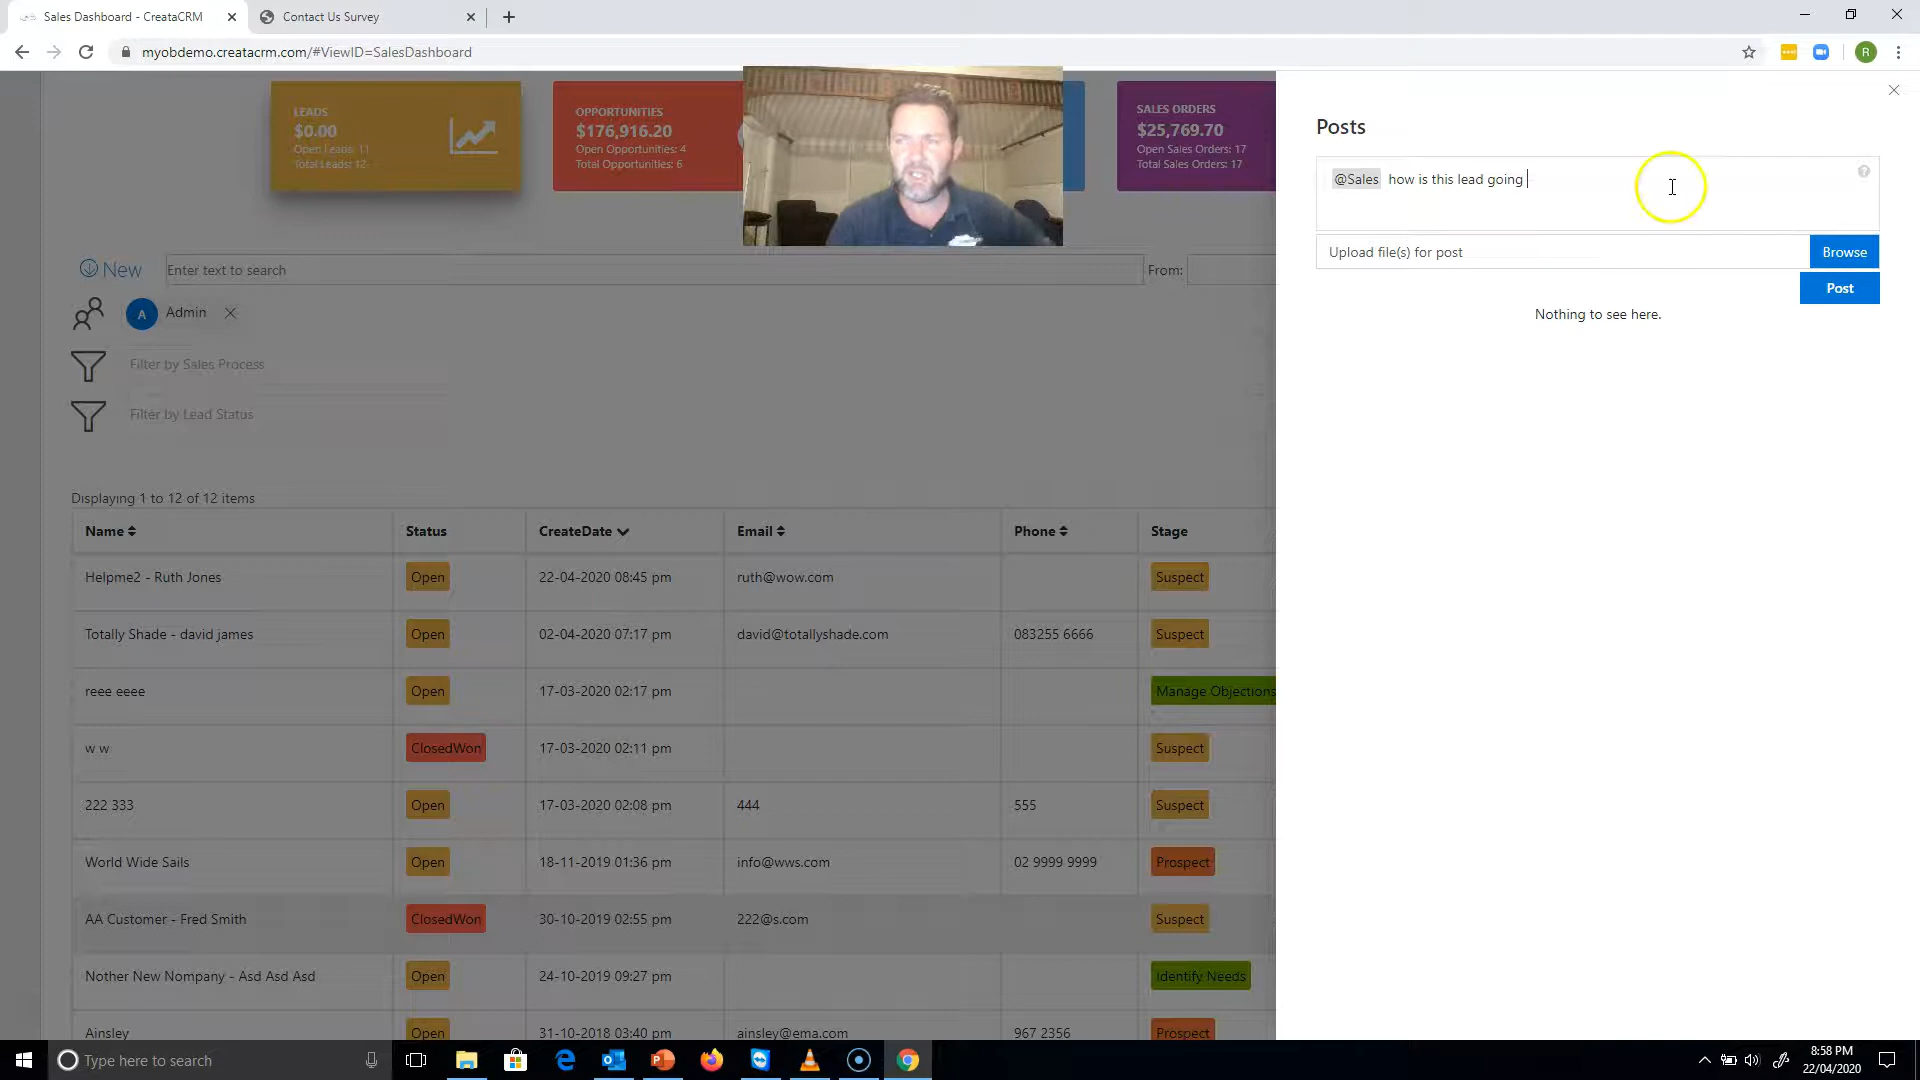 Sales Dashboard - CreataCRM
Contact Us Survey
myobdemo.creatacrm.com/#ViewID=SalesDashboard
R
LEADS
$0.00
Open Leads: 11
Total Leads: 12
OPPORTUNITIES
$176,916.20
Open Opportunities: 4
Total Opportunities: 6
SALES ORDERS
$25,769.70
Open Sales Orders: 17
Total Sales Orders: 17
Posts
@Sales how is this lead going
Upload file(s) for post
Browse
Post
Nothing to see here.
New
Enter text to search
From:
A
Admin
Filter by Sales Process
Filter by Lead Status
Displaying 1 to 12 of 12 items
Name Status CreateDate Email Phone Stage
Helpme2 - Ruth Jones Open 22-04-2020 08:45 pm ruth@wow.com Suspect
Totally Shade - david james Open 02-04-2020 07:17 pm david@totallyshade.com 083255 6666 Suspect
reee eeee Open 17-03-2020 02:17 pm Manage Objections
w w ClosedWon 17-03-2020 02:11 pm Suspect
222 333 Open 17-03-2020 02:08 pm 444 555 Suspect
World Wide Sails Open 18-11-2019 01:36 pm info@wws.com 02 9999 9999 Prospect
AA Customer - Fred Smith ClosedWon 30-10-2019 02:55 pm 222@s.com Suspect
Nother New Nompany - Asd Asd Asd Open 24-10-2019 09:27 pm Identify Needs
Ainsley Open 31-10-2018 03:40 pm ainsley@ema.com 967 2356 Prospect
Type here to search
8:58 PM
22/04/2020